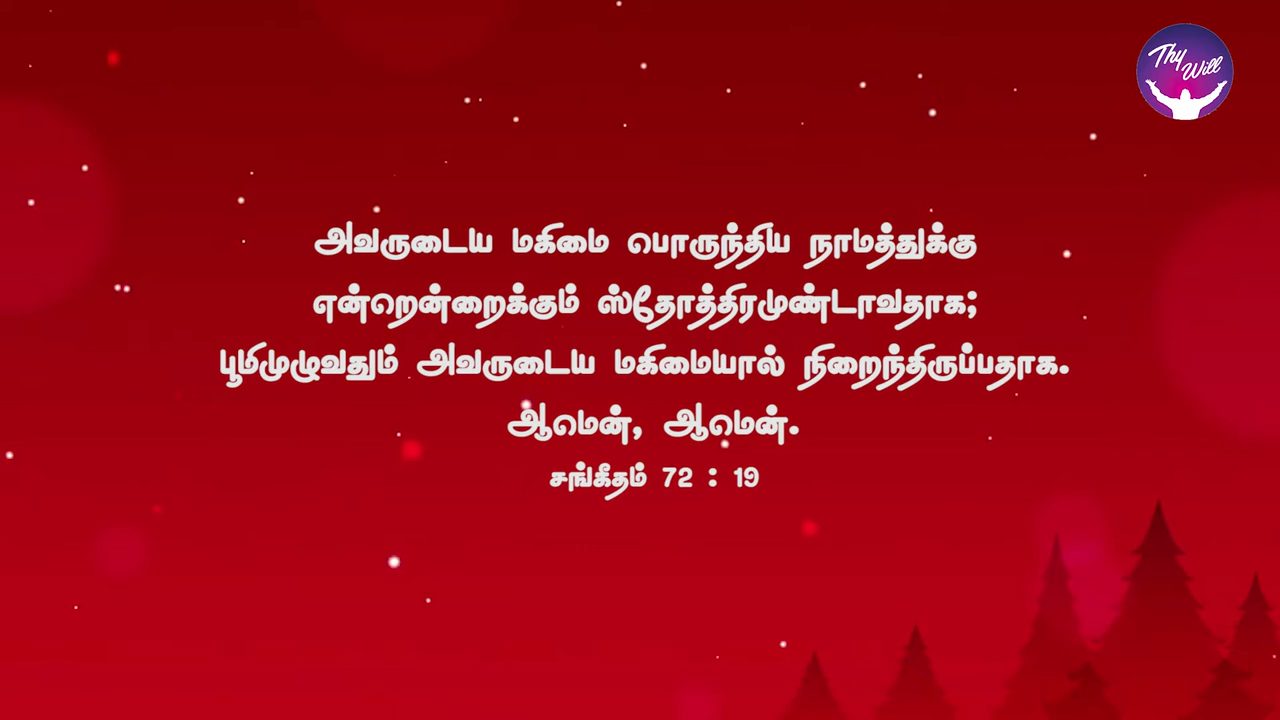 Thy Will
அவருடைய மகிமை பொருந்திய நாமத்துக்கு
என்றென்றைக்கும் ஸ்தோத்திரமுண்டாவதாக;
பூமிமுழுவதும் அவருடைய மகிமையால் நிறைந்திருப்பதாக.
ஆமென், ஆமென்.
சங்கீதம் 72 : 19